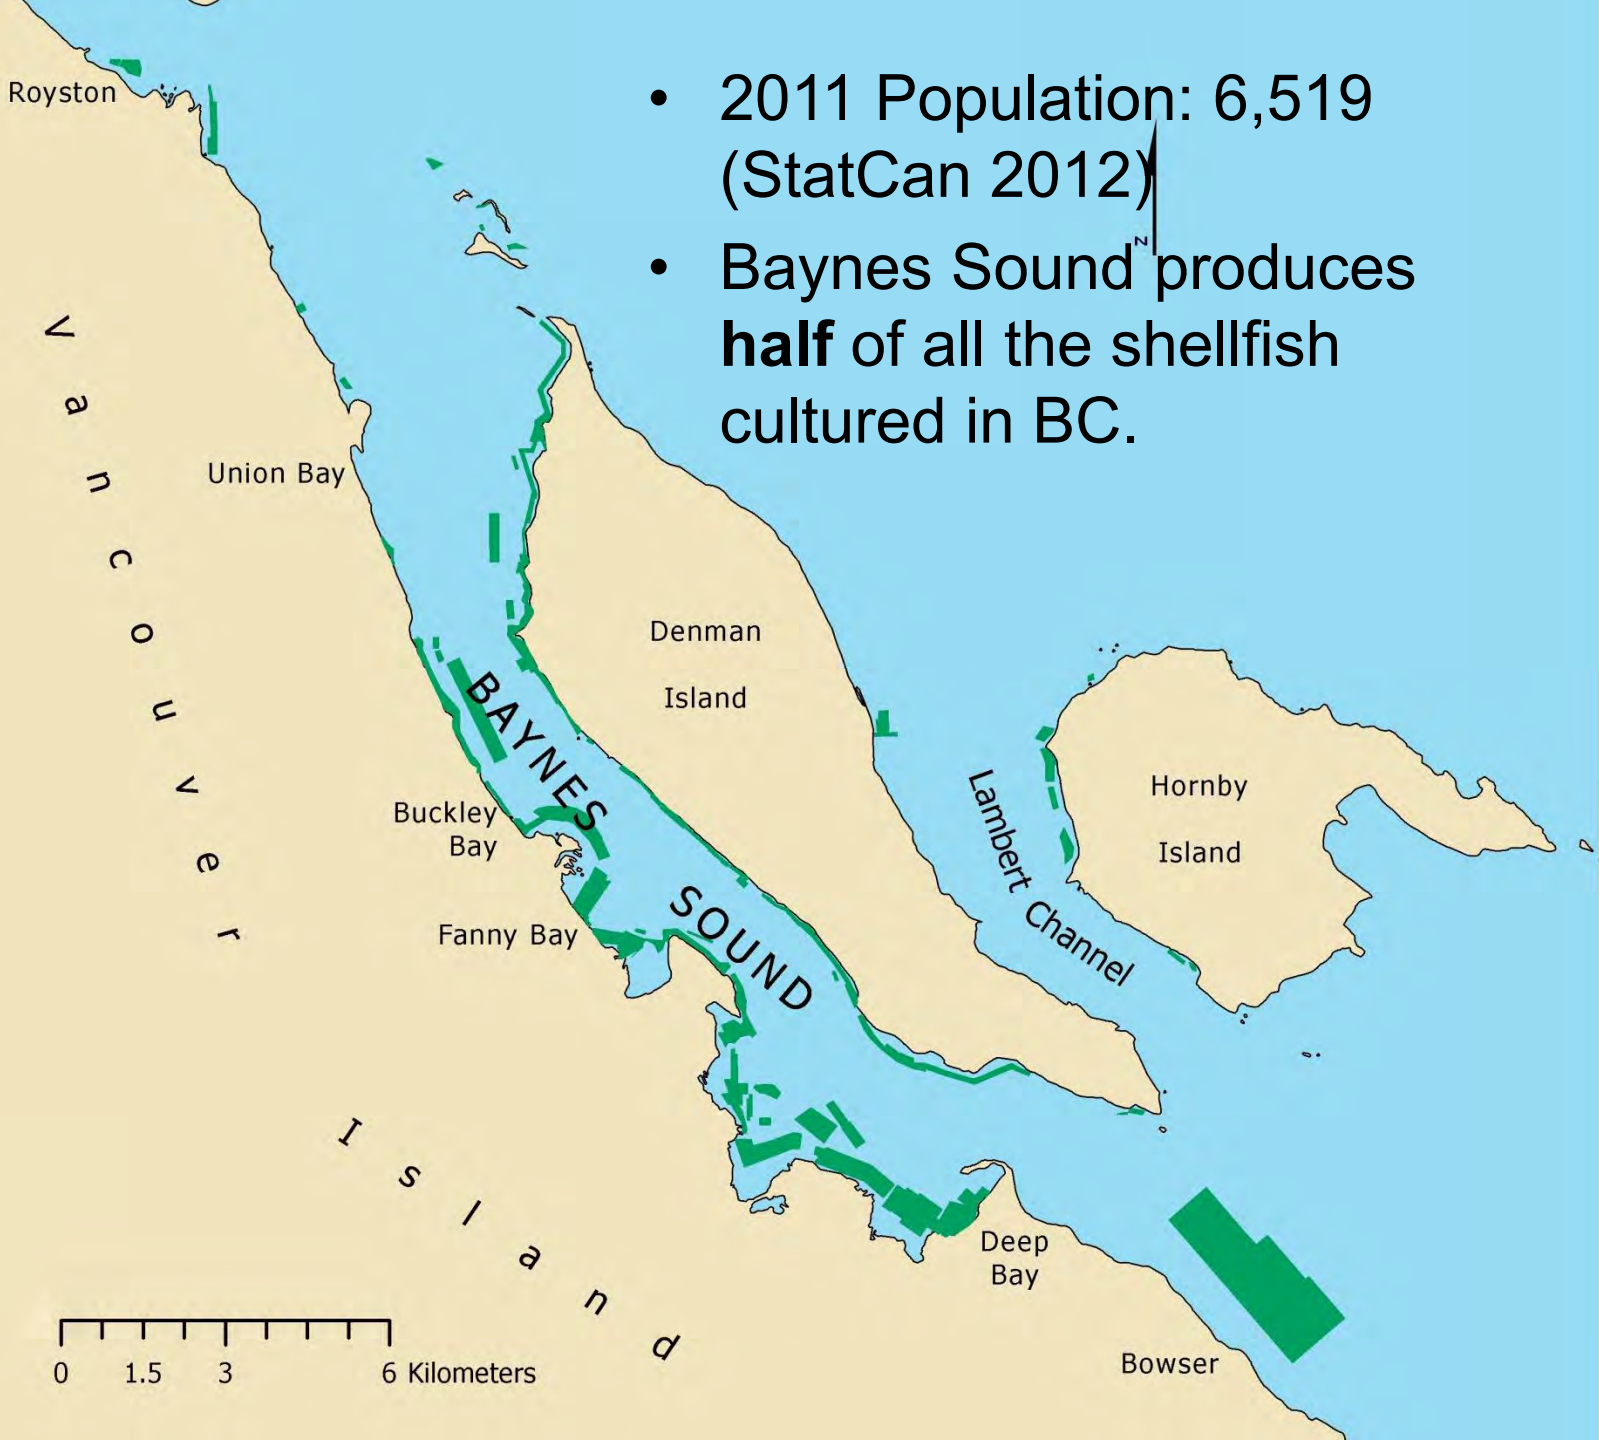 • 2011 Population: 6,519
(StatCan 2012)
• Baynes Sound produces
half of all the shellfish
cultured in BC.
N
Royston
Vancouver
Island
Union Bay
Denman
Island
BAYNES
SOUND
Buckley
Bay
Fanny Bay
Lambert Channel
Hornby
Island
Deep
Bay
Bowser
0 1.5 3 6 Kilometers